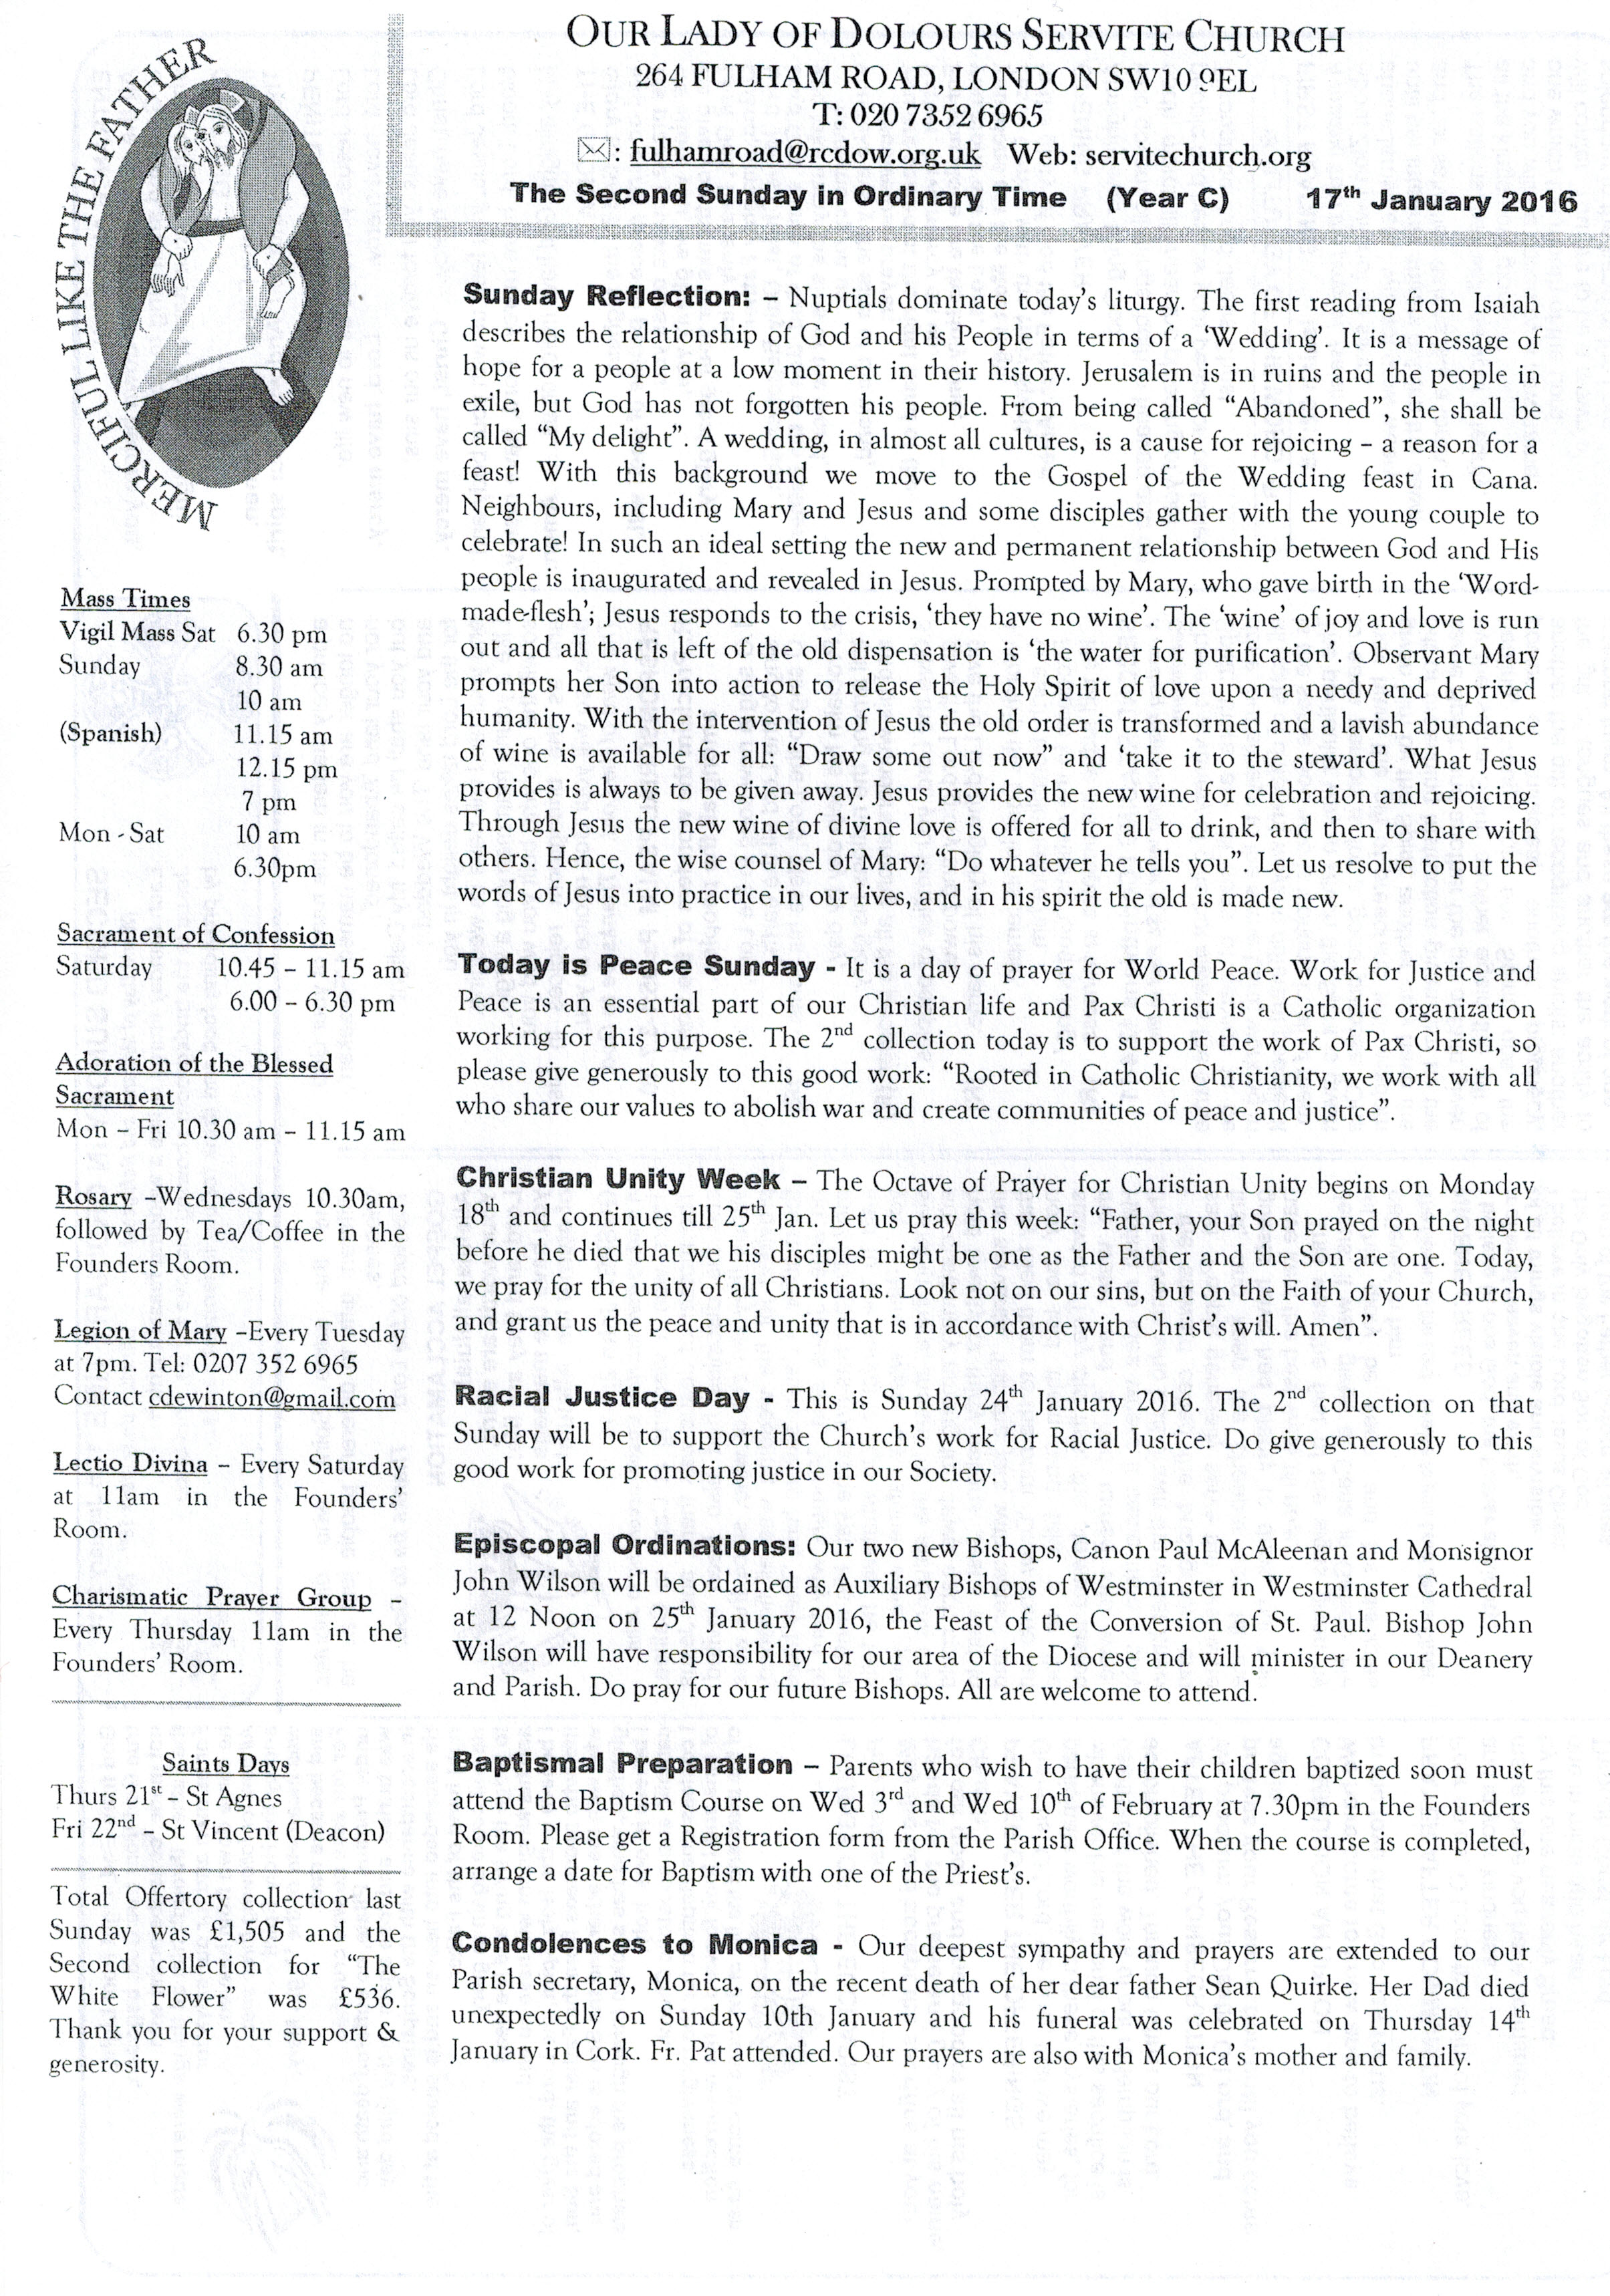 MERCIFUL LIKE THE FATHER
OUR LADY OF DOLOURS SERVITE CHURCH
264 FULHAM ROAD, LONDON SW10 9EL
T: 020 7352 6965
✉: fulhamroad@rcdow.org.uk Web: servitechurch.org
The Second Sunday in Ordinary Time (Year C) 17th January 2016
Mass Times
Vigil Mass Sat 6.30 pm
Sunday 8.30 am
10 am
(Spanish) 11.15 am
12.15 pm
7 pm
Mon - Sat 10 am
6.30pm
Sacrament of Confession
Saturday 10.45 – 11.15 am
6.00 – 6.30 pm
Adoration of the Blessed
Sacrament
Mon – Fri 10.30 am – 11.15 am
Rosary –Wednesdays 10.30am,
followed by Tea/Coffee in the
Founders Room.
Legion of Mary –Every Tuesday
at 7pm. Tel: 0207 352 6965
Contact cdewinton@gmail.com
Lectio Divina – Every Saturday
at 11am in the Founders'
Room.
Charismatic Prayer Group –
Every Thursday 11am in the
Founders' Room.
Saints Days
Thurs 21st – St Agnes
Fri 22nd – St Vincent (Deacon)
Total Offertory collection last
Sunday was £1,505 and the
Second collection for "The
White Flower" was £536.
Thank you for your support &
generosity.
Sunday Reflection: – Nuptials dominate today's liturgy. The first reading from Isaiah
describes the relationship of God and his People in terms of a 'Wedding'. It is a message of
hope for a people at a low moment in their history. Jerusalem is in ruins and the people in
exile, but God has not forgotten his people. From being called "Abandoned", she shall be
called "My delight". A wedding, in almost all cultures, is a cause for rejoicing – a reason for a
feast! With this background we move to the Gospel of the Wedding feast in Cana.
Neighbours, including Mary and Jesus and some disciples gather with the young couple to
celebrate! In such an ideal setting the new and permanent relationship between God and His
people is inaugurated and revealed in Jesus. Prompted by Mary, who gave birth in the 'Word-
made-flesh'; Jesus responds to the crisis, 'they have no wine'. The 'wine' of joy and love is run
out and all that is left of the old dispensation is 'the water for purification'. Observant Mary
prompts her Son into action to release the Holy Spirit of love upon a needy and deprived
humanity. With the intervention of Jesus the old order is transformed and a lavish abundance
of wine is available for all: "Draw some out now" and 'take it to the steward'. What Jesus
provides is always to be given away. Jesus provides the new wine for celebration and rejoicing.
Through Jesus the new wine of divine love is offered for all to drink, and then to share with
others. Hence, the wise counsel of Mary: "Do whatever he tells you". Let us resolve to put the
words of Jesus into practice in our lives, and in his spirit the old is made new.
Today is Peace Sunday - It is a day of prayer for World Peace. Work for Justice and
Peace is an essential part of our Christian life and Pax Christi is a Catholic organization
working for this purpose. The 2nd collection today is to support the work of Pax Christi, so
please give generously to this good work: "Rooted in Catholic Christianity, we work with all
who share our values to abolish war and create communities of peace and justice".
Christian Unity Week – The Octave of Prayer for Christian Unity begins on Monday
18th and continues till 25th Jan. Let us pray this week: "Father, your Son prayed on the night
before he died that we his disciples might be one as the Father and the Son are one. Today,
we pray for the unity of all Christians. Look not on our sins, but on the Faith of your Church,
and grant us the peace and unity that is in accordance with Christ's will. Amen".
Racial Justice Day - This is Sunday 24th January 2016. The 2nd collection on that
Sunday will be to support the Church's work for Racial Justice. Do give generously to this
good work for promoting justice in our Society.
Episcopal Ordinations: Our two new Bishops, Canon Paul McAleenan and Monsignor
John Wilson will be ordained as Auxiliary Bishops of Westminster in Westminster Cathedral
at 12 Noon on 25th January 2016, the Feast of the Conversion of St. Paul. Bishop John
Wilson will have responsibility for our area of the Diocese and will minister in our Deanery
and Parish. Do pray for our future Bishops. All are welcome to attend.
Baptismal Preparation – Parents who wish to have their children baptized soon must
attend the Baptism Course on Wed 3rd and Wed 10th of February at 7.30pm in the Founders
Room. Please get a Registration form from the Parish Office. When the course is completed,
arrange a date for Baptism with one of the Priest's.
Condolences to Monica - Our deepest sympathy and prayers are extended to our
Parish secretary, Monica, on the recent death of her dear father Sean Quirke. Her Dad died
unexpectedly on Sunday 10th January and his funeral was celebrated on Thursday 14th
January in Cork. Fr. Pat attended. Our prayers are also with Monica's mother and family.